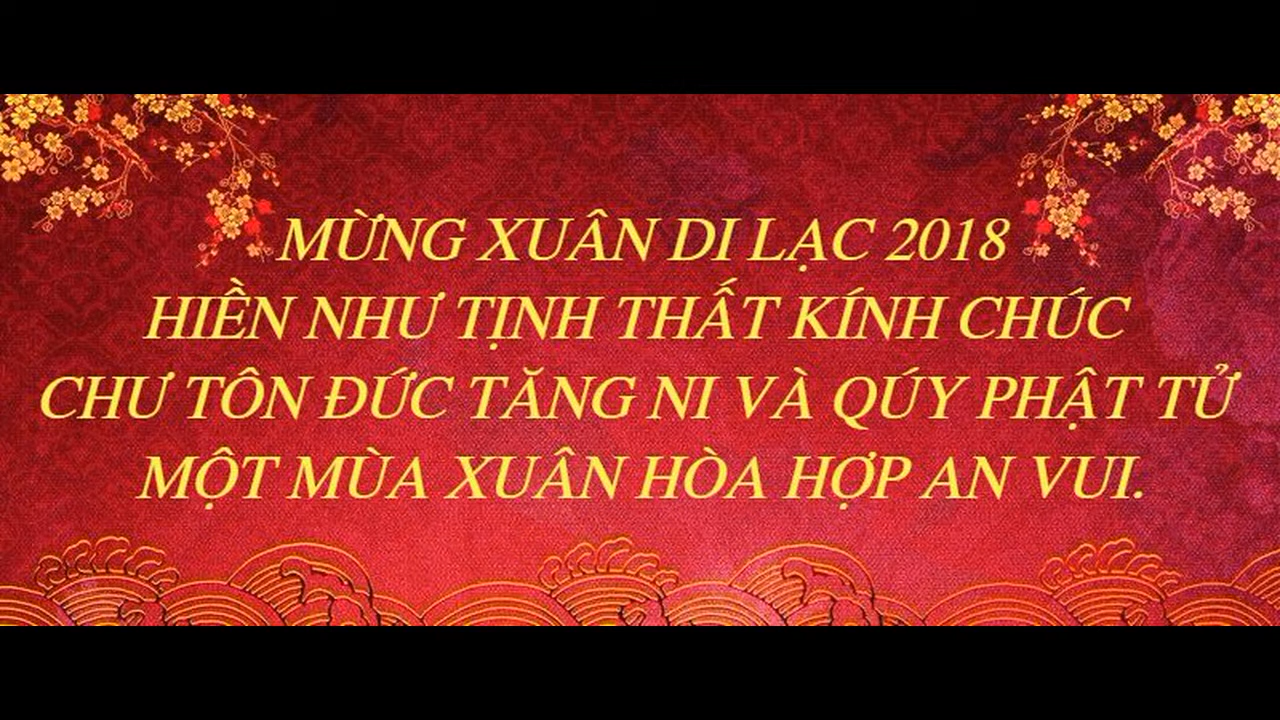 MỪNG XUÂN DI LẠC 2018
HIỀN NHƯ TỊNH THẤT KÍNH CHÚC
CHƯ TÔN ĐỨC TĂNG NI VÀ QÚY PHẬT TỬ
MỘT MÙA XUÂN HÒA HỢP AN VUI.